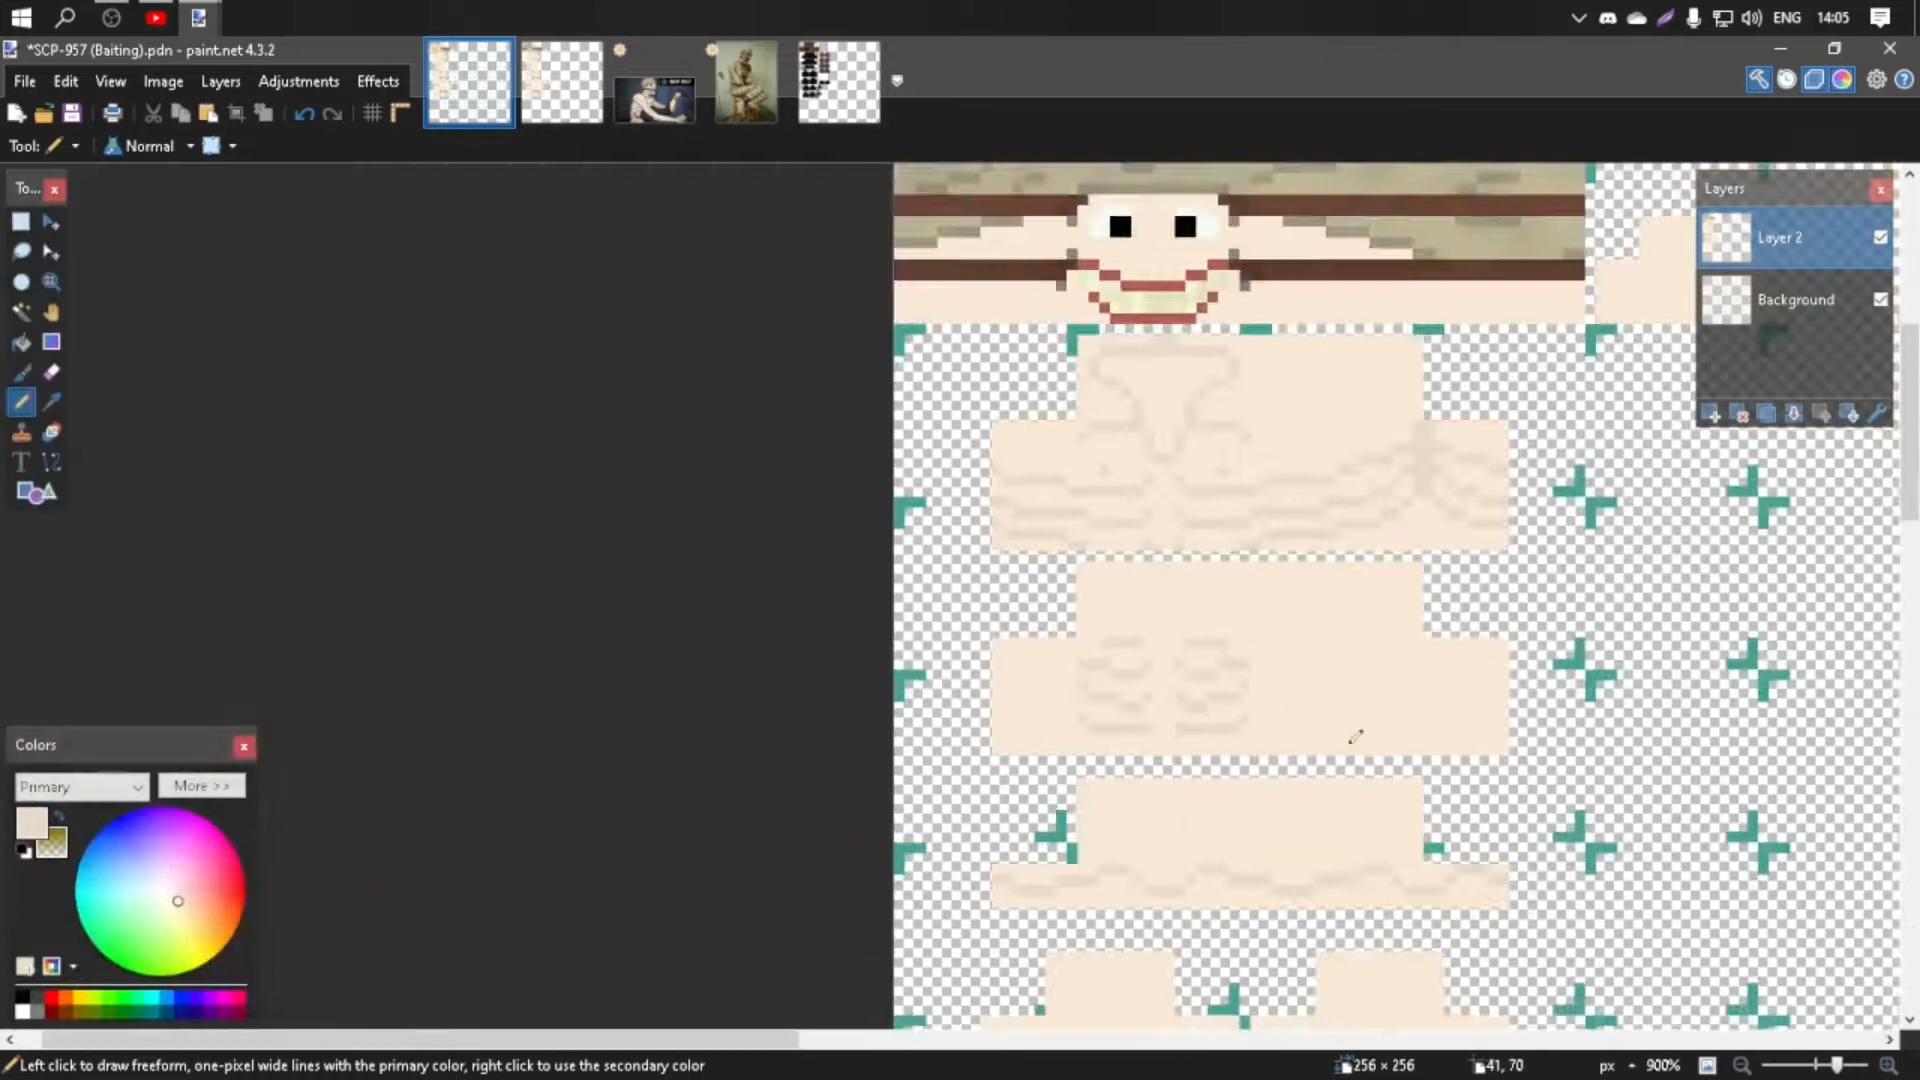 ENG 14:05
*SCP-957 (Baiting).pdn - paint.net 4.3.2
File Edit View Image Layers Adjustments Effects
Tool: Normal
To...
Layers
Layer 2
Background
Colors
Primary More >>
Left click to draw freeform, one-pixel wide lines with the primary color, right click to use the secondary color
256 × 256 41, 70 px 900%